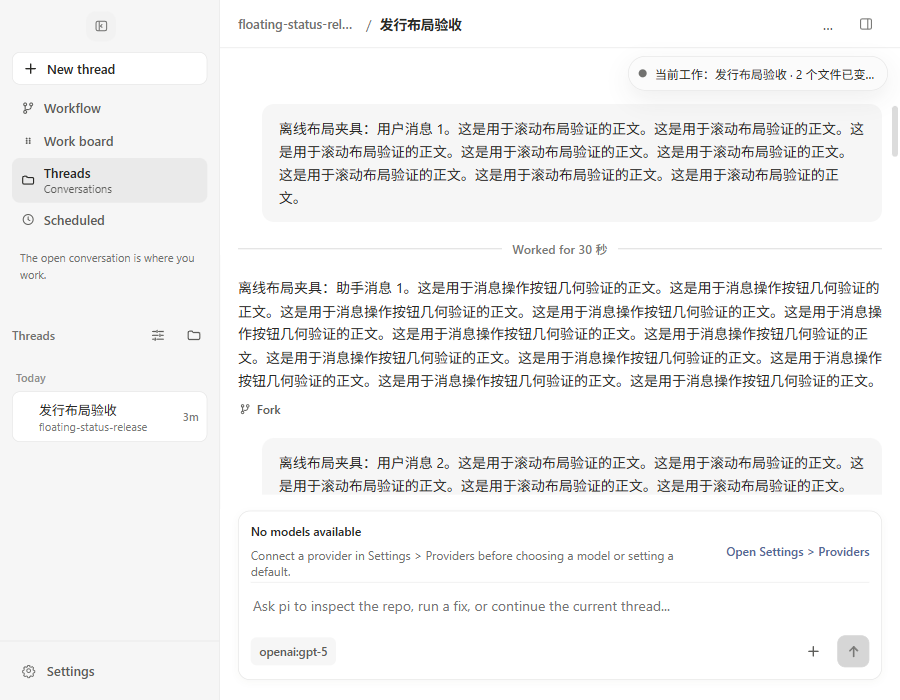 floating-status-rel... / 发行布局验收
...
New thread
Workflow
Work board
Threads
Conversations
Scheduled
The open conversation is where you
work.
Threads
Today
发行布局验收
floating-status-release
3m
Settings
当前工作：发行布局验收 · 2 个文件已变...
离线布局夹具：用户消息 1。这是用于滚动布局验证的正文。这是用于滚动布局验证的正文。这
是用于滚动布局验证的正文。这是用于滚动布局验证的正文。这是用于滚动布局验证的正文。
这是用于滚动布局验证的正文。这是用于滚动布局验证的正文。这是用于滚动布局验证的正
文。
Worked for 30 秒
离线布局夹具：助手消息 1。这是用于消息操作按钮几何验证的正文。这是用于消息操作按钮几何验证的
正文。这是用于消息操作按钮几何验证的正文。这是用于消息操作按钮几何验证的正文。这是用于消息操
作按钮几何验证的正文。这是用于消息操作按钮几何验证的正文。这是用于消息操作按钮几何验证的正
文。这是用于消息操作按钮几何验证的正文。这是用于消息操作按钮几何验证的正文。这是用于消息操作
按钮几何验证的正文。这是用于消息操作按钮几何验证的正文。这是用于消息操作按钮几何验证的正文。
Fork
离线布局夹具：用户消息 2。这是用于滚动布局验证的正文。这是用于滚动布局验证的正文。这
是用于滚动布局验证的正文。这是用于滚动布局验证的正文。这是用于滚动布局验证的正文。
No models available
Connect a provider in Settings > Providers before choosing a model or setting a
default.
Open Settings > Providers
Ask pi to inspect the repo, run a fix, or continue the current thread...
openai:gpt-5